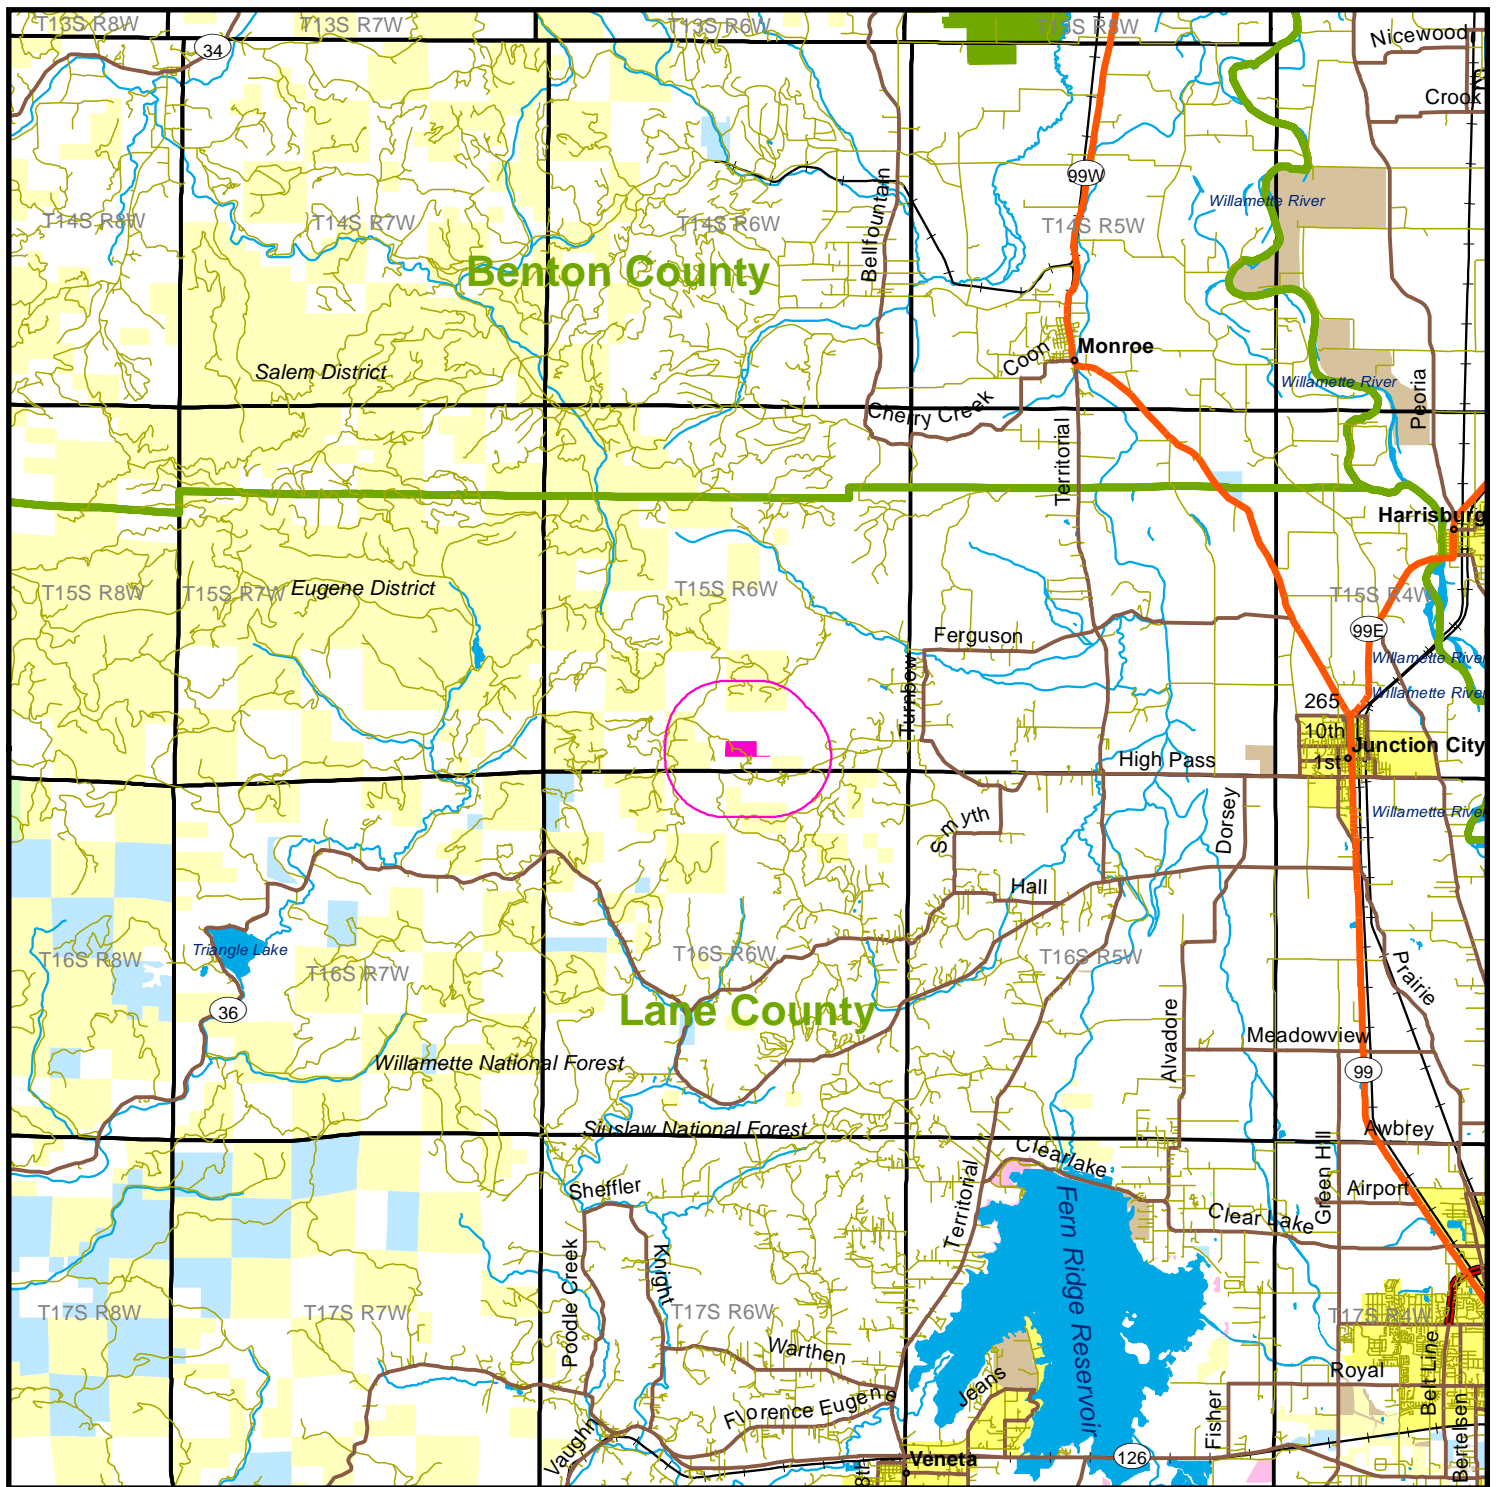 T13S R8W
T13S R7W
T13S R6W
T13S R5W
34
Nicewood
Crook
99W
Willamette River
T14S R8W
T14S R7W
T14S R6W
T14S R5W
Bellfountain
Benton County
Monroe
Coon
Salem District
Willamette River
Peoria
Cherry Creek
Territorial
Harrisburg
T15S R8W
T15S R7W
Eugene District
T15S R6W
T15S R4W
99E
Ferguson
Willamette River
Turnbow
Willamette River
265
10th
Junction City
1st
High Pass
Willamette River
Smyth
Dorsey
Hall
Triangle Lake
T16S R8W
T16S R7W
T16S R6W
T16S R5W
Prairie
36
Lane County
Alvadore
Meadowview
Willamette National Forest
99
Siuslaw National Forest
Awbrey
Clearlake
Green Hill
Airport
Sheffler
Territorial
Fern Ridge Reservoir
Clear Lake
Poodle Creek
Knight
T17S R8W
T17S R7W
T17S R6W
T17S R4W
Warthen
Belt Line
Royal
Jeans
Florence Eugene
Fisher
Bertelsen
Vaughn
Veneta
126
8th